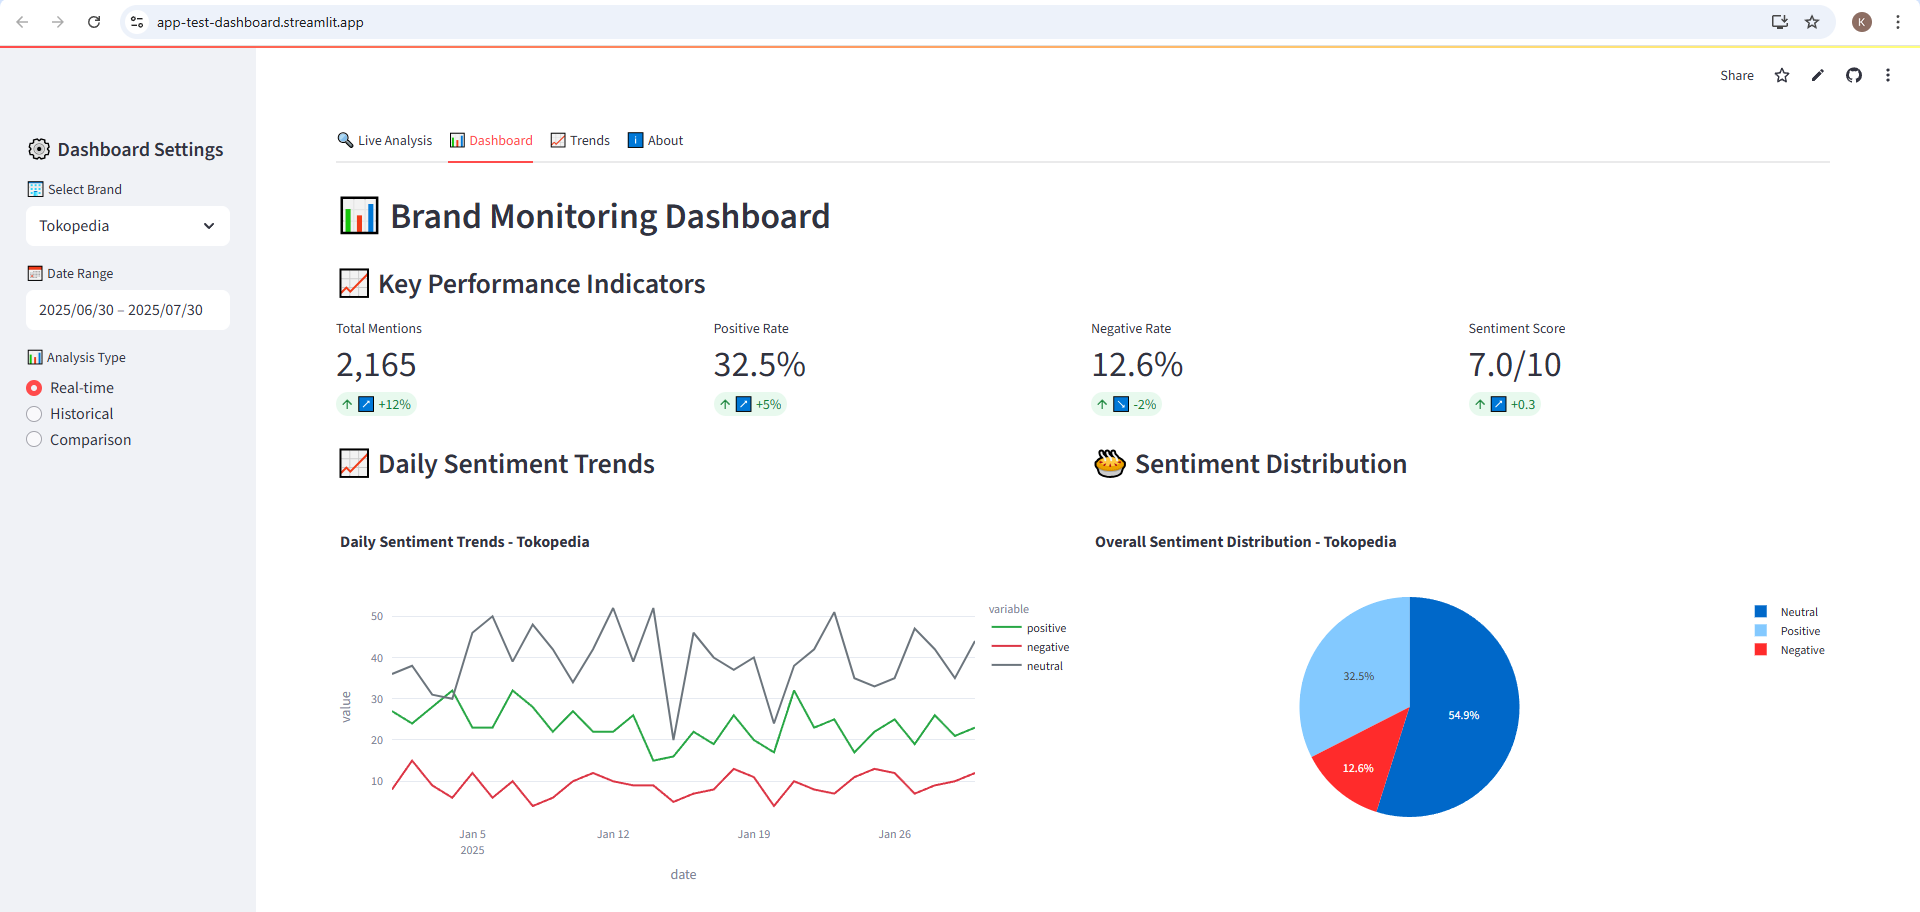 app-test-dashboard.streamlit.app
K
Share
Dashboard Settings
Select Brand
Tokopedia
Date Range
2025/06/30 – 2025/07/30
Analysis Type
Real-time
Historical
Comparison
Live Analysis
Dashboard
Trends
About
Brand Monitoring Dashboard
Key Performance Indicators
Total Mentions
2,165
↑ ↗ +12%
Positive Rate
32.5%
↑ ↗ +5%
Negative Rate
12.6%
↑ ↘ -2%
Sentiment Score
7.0/10
↑ ↗ +0.3
Daily Sentiment Trends
Daily Sentiment Trends - Tokopedia
value
50
40
30
20
10
Jan 5
2025
Jan 12
Jan 19
Jan 26
date
variable
positive
negative
neutral
Sentiment Distribution
Overall Sentiment Distribution - Tokopedia
32.5%
54.9%
12.6%
Neutral
Positive
Negative